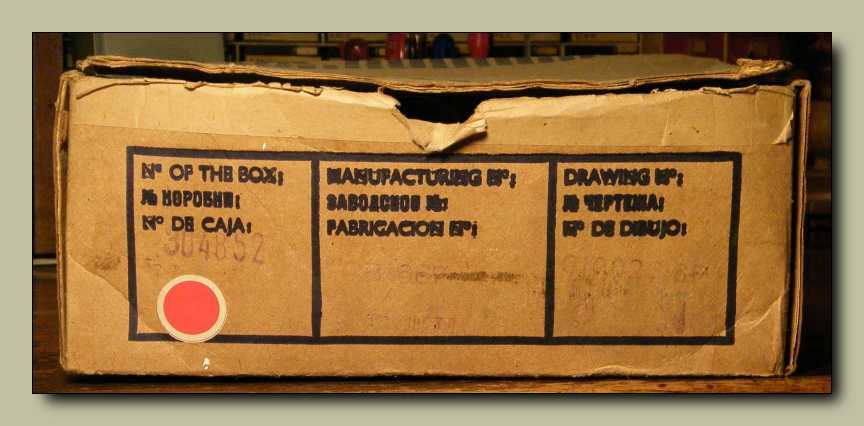 Nº OF THE BOX:
№ КОРОБКИ:
Nº DE CAJA:
304852
MANUFACTURING Nº:
ЗАВОДСКОЙ №:
FABRICACION Nº:
DRAWING Nº:
№ ЧЕРТЕЖА:
Nº DE DIBUJO: